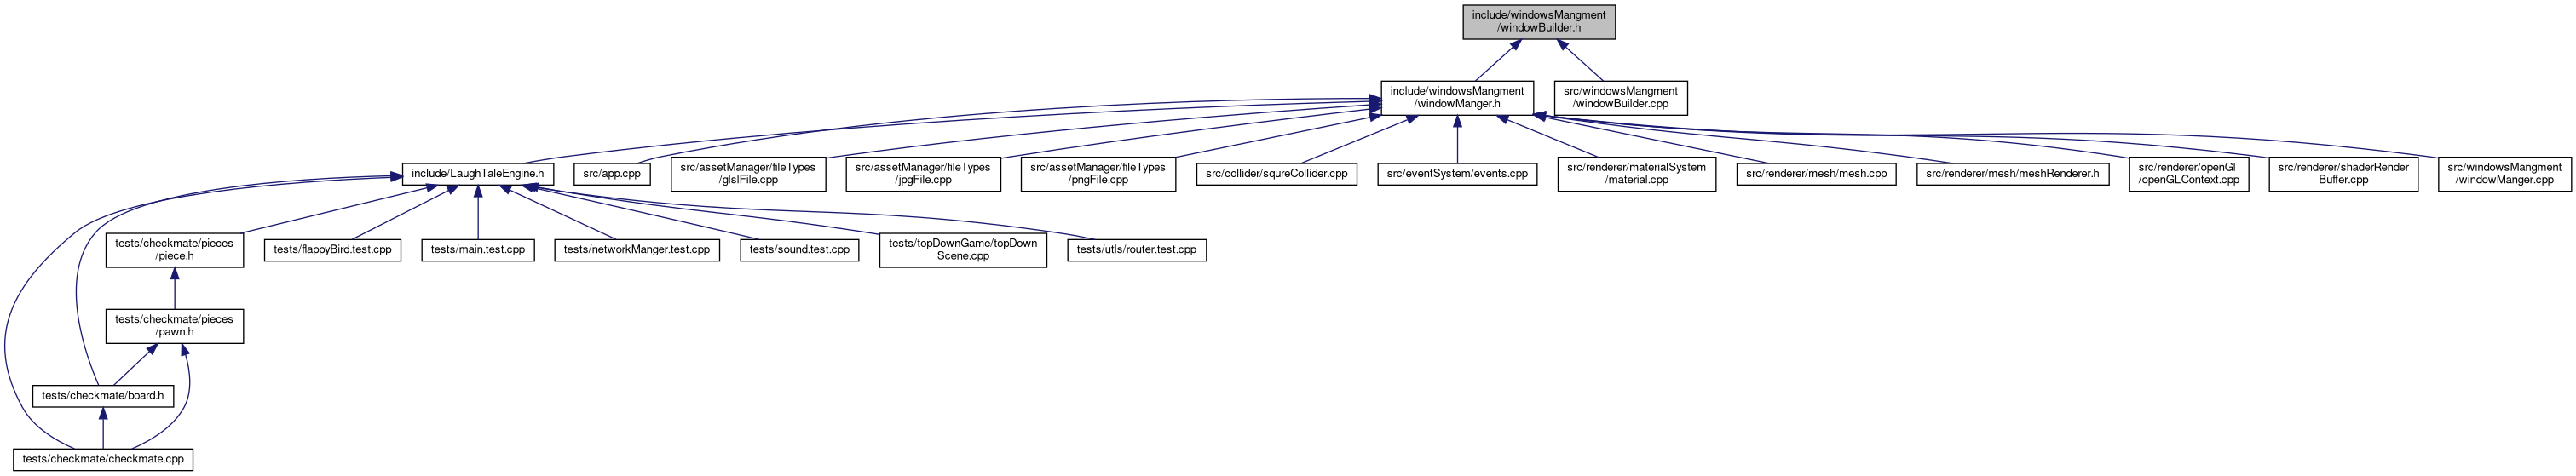 include/windowsMangment
/windowBuilder.h
include/windowsMangment
/windowManger.h
src/windowsMangment
/windowBuilder.cpp
include/LaughTaleEngine.h
src/app.cpp
src/assetManager/fileTypes
/glslFile.cpp
src/assetManager/fileTypes
/jpgFile.cpp
src/assetManager/fileTypes
/pngFile.cpp
src/collider/squreCollider.cpp
src/eventSystem/events.cpp
src/renderer/materialSystem
/material.cpp
src/renderer/mesh/mesh.cpp
src/renderer/mesh/meshRenderer.h
src/renderer/openGl
/openGLContext.cpp
src/renderer/shaderRender
Buffer.cpp
src/windowsMangment
/windowManger.cpp
tests/checkmate/pieces
/piece.h
tests/flappyBird.test.cpp
tests/main.test.cpp
tests/networkManger.test.cpp
tests/sound.test.cpp
tests/topDownGame/topDown
Scene.cpp
tests/utls/router.test.cpp
tests/checkmate/pieces
/pawn.h
tests/checkmate/board.h
tests/checkmate/checkmate.cpp